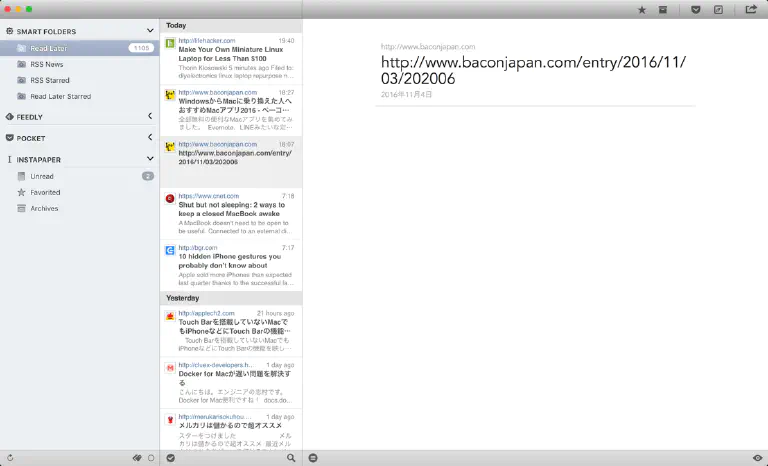 SMART FOLDERS
Read Later 1105
RSS News
RSS Starred
Read Later Starred
FEEDLY
POCKET
INSTAPAPER
Unread 2
Favorited
Archives
Today
http://lifehacker.com 19:40
Make Your Own Miniature Linux
Laptop for Less Than $100
Thorin Klosowski 5 minutes ago Filed to:
diyelectronics linux laptop repurpose n…
http://www.baconjapan.com 18:27
WindowsからMacに乗り換えた人へ
おすすめMacアプリ2016 - ベーコ…
全部無料の便利なMacアプリを集めてみ
ました。 Evernote、LINEみたいな定…
http://www.baconjapan.com 18:07
http://www.baconjapan.com/entry/
2016/11/03/202006
https://www.cnet.com 7:18
Shut but not sleeping: 2 ways to
keep a closed MacBook awake
A MacBook doesn't need to be open to
be useful. Connected to an external di…
http://bgr.com 7:17
10 hidden iPhone gestures you
probably don't know about
Apple sold more iPhones than expected
last quarter thanks to the successful la…
Yesterday
http://apptech2.com 21 hours ago
Touch Barを搭載していないMacで
もiPhoneなどにTouch Barの機能…
Touch Barを搭載していないMacでも
iPhoneなどにTouch Barの機能を映し…
http://clvex-developers.h… 1 day ago
Docker for Macが遅い問題を解決す
る
こんにちは。エンジニアの志村です。
Docker for Mac便利ですね！ docs.do…
http://merukarisokuhou.… 1 day ago
メルカリは儲かるので超オススメ
スターをつけました メル
カリは儲かるので超オススメ 最近メル
http://www.baconjapan.com
http://www.baconjapan.com/entry/2016/11/
03/202006
2016年11月4日